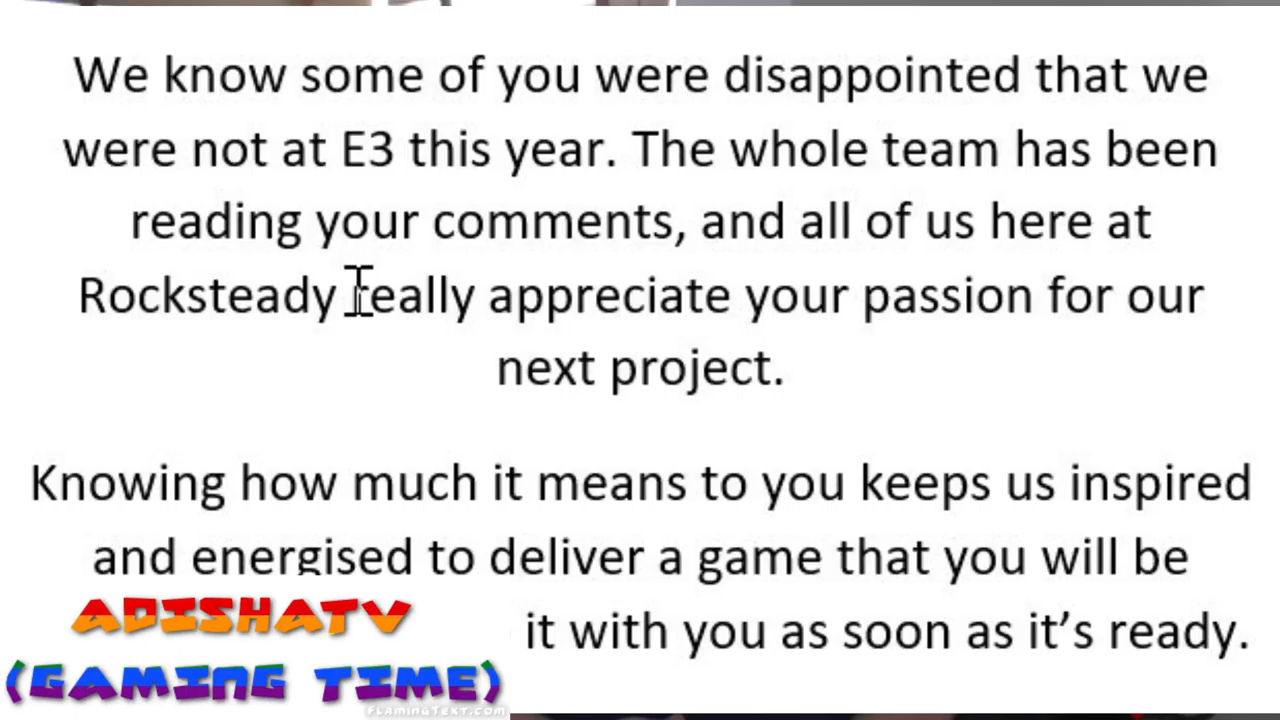 We know some of you were disappointed that we
were not at E3 this year. The whole team has been
reading your comments, and all of us here at
Rocksteady really appreciate your passion for our
next project.
Knowing how much it means to you keeps us inspired
and energised to deliver a game that you will be
it with you as soon as it's ready.
ADISHATV
(GAMING TIME)
FLAMINGTEXT.COM